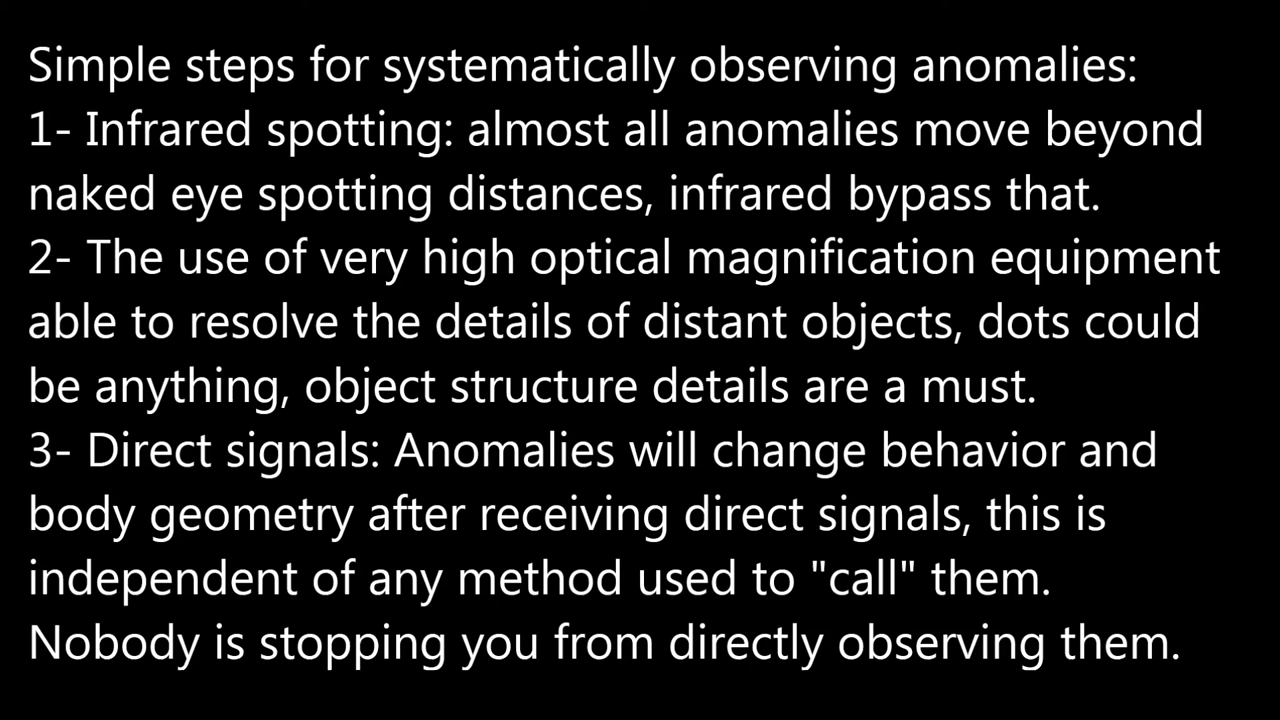 Simple steps for systematically observing anomalies:
1- Infrared spotting: almost all anomalies move beyond
naked eye spotting distances, infrared bypass that.
2- The use of very high optical magnification equipment
able to resolve the details of distant objects, dots could
be anything, object structure details are a must.
3- Direct signals: Anomalies will change behavior and
body geometry after receiving direct signals, this is
independent of any method used to "call" them.
Nobody is stopping you from directly observing them.